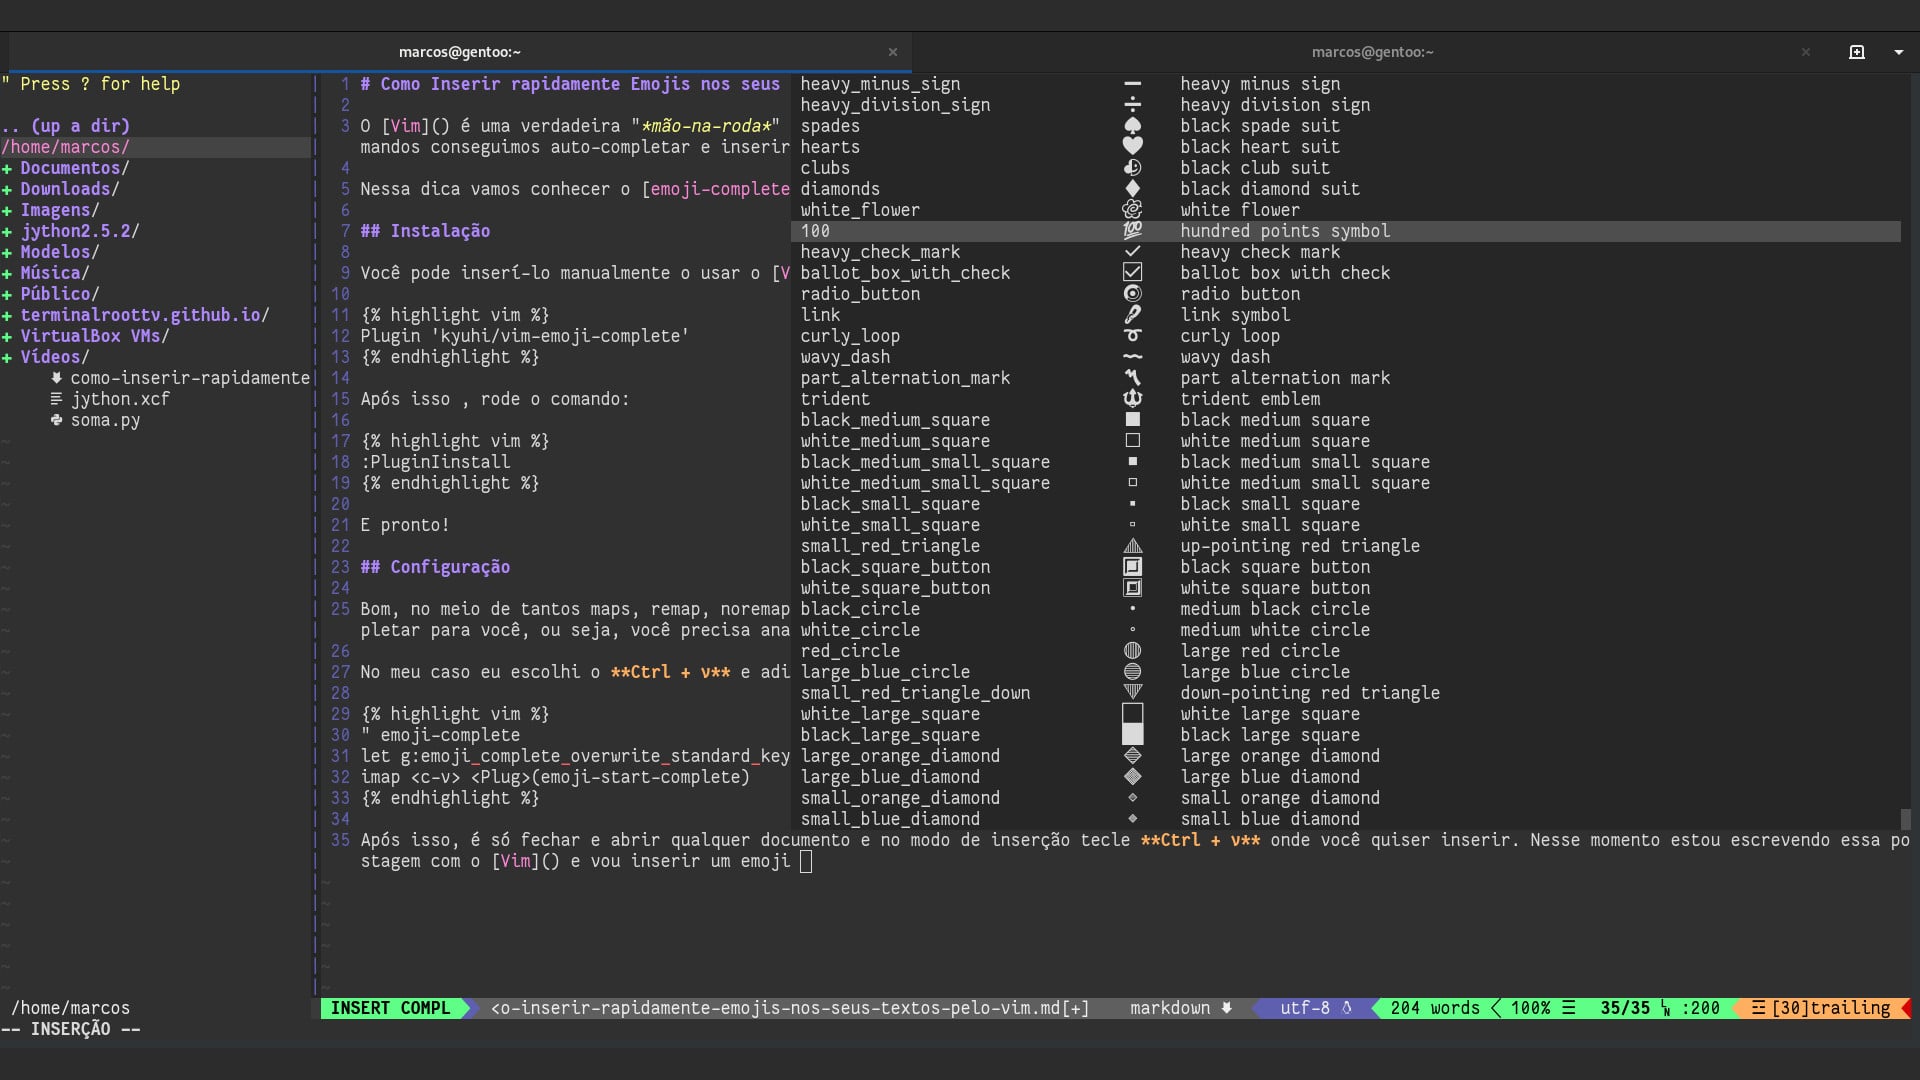 marcos@gentoo:~ ×
marcos@gentoo:~ ×
" Press ? for help
.. (up a dir)
/home/marcos/
+ Documentos/
+ Downloads/
+ Imagens/
+ jython2.5.2/
+ Modelos/
+ Música/
+ Público/
+ terminalroottv.github.io/
+ VirtualBox VMs/
+ Vídeos/
como-inserir-rapidamente
jython.xcf
soma.py
1 # Como Inserir rapidamente Emojis nos seus
2
3 O [Vim]() é uma verdadeira "*mão-na-roda*"
mandos conseguimos auto-completar e inserir
4
5 Nessa dica vamos conhecer o [emoji-complete
6
7 ## Instalação
8
9 Você pode inserí-lo manualmente o usar o [V
10
11 {% highlight vim %}
12 Plugin 'kyuhi/vim-emoji-complete'
13 {% endhighlight %}
14
15 Após isso , rode o comando:
16
17 {% highlight vim %}
18 :PluginIinstall
19 {% endhighlight %}
20
21 E pronto!
22
23 ## Configuração
24
25 Bom, no meio de tantos maps, remap, noremap
pletar para você, ou seja, você precisa ana
26
27 No meu caso eu escolhi o **Ctrl + v** e adi
28
29 {% highlight vim %}
30 " emoji-complete
31 let g:emoji_complete_overwrite_standard_key
32 imap <c-v> <Plug>(emoji-start-complete)
33 {% endhighlight %}
34
35 Após isso, é só fechar e abrir qualquer documento e no modo de inserção tecle **Ctrl + v** onde você quiser inserir. Nesse momento estou escrevendo essa po
stagem com o [Vim]() e vou inserir um emoji
heavy_minus_sign ➖ heavy minus sign
heavy_division_sign ➗ heavy division sign
spades ♠ black spade suit
hearts ♥ black heart suit
clubs black club suit
diamonds ♦ black diamond suit
white_flower 💮 white flower
100 💯 hundred points symbol
heavy_check_mark ✔ heavy check mark
ballot_box_with_check ☑ ballot box with check
radio_button 🔘 radio button
link 🔗 link symbol
curly_loop ➰ curly loop
wavy_dash 〰 wavy dash
part_alternation_mark 〽 part alternation mark
trident 🔱 trident emblem
black_medium_square ◼ black medium square
white_medium_square ◻ white medium square
black_medium_small_square ◾ black medium small square
white_medium_small_square ◽ white medium small square
black_small_square ▪ black small square
white_small_square ▫ white small square
small_red_triangle 🔺 up-pointing red triangle
black_square_button 🔲 black square button
white_square_button 🔳 white square button
black_circle ⚫ medium black circle
white_circle ⚪ medium white circle
red_circle 🔴 large red circle
large_blue_circle 🔵 large blue circle
small_red_triangle_down 🔻 down-pointing red triangle
white_large_square ⬜ white large square
black_large_square ⬛ black large square
large_orange_diamond 🔶 large orange diamond
large_blue_diamond 🔷 large blue diamond
small_orange_diamond 🔸 small orange diamond
small_blue_diamond 🔹 small blue diamond
/home/marcos
INSERT COMPL <o-inserir-rapidamente-emojis-nos-seus-textos-pelo-vim.md[+] markdown utf-8 204 words 100% ☰ 35/35 :200 ☲ [30]trailing
-- INSERÇÃO --